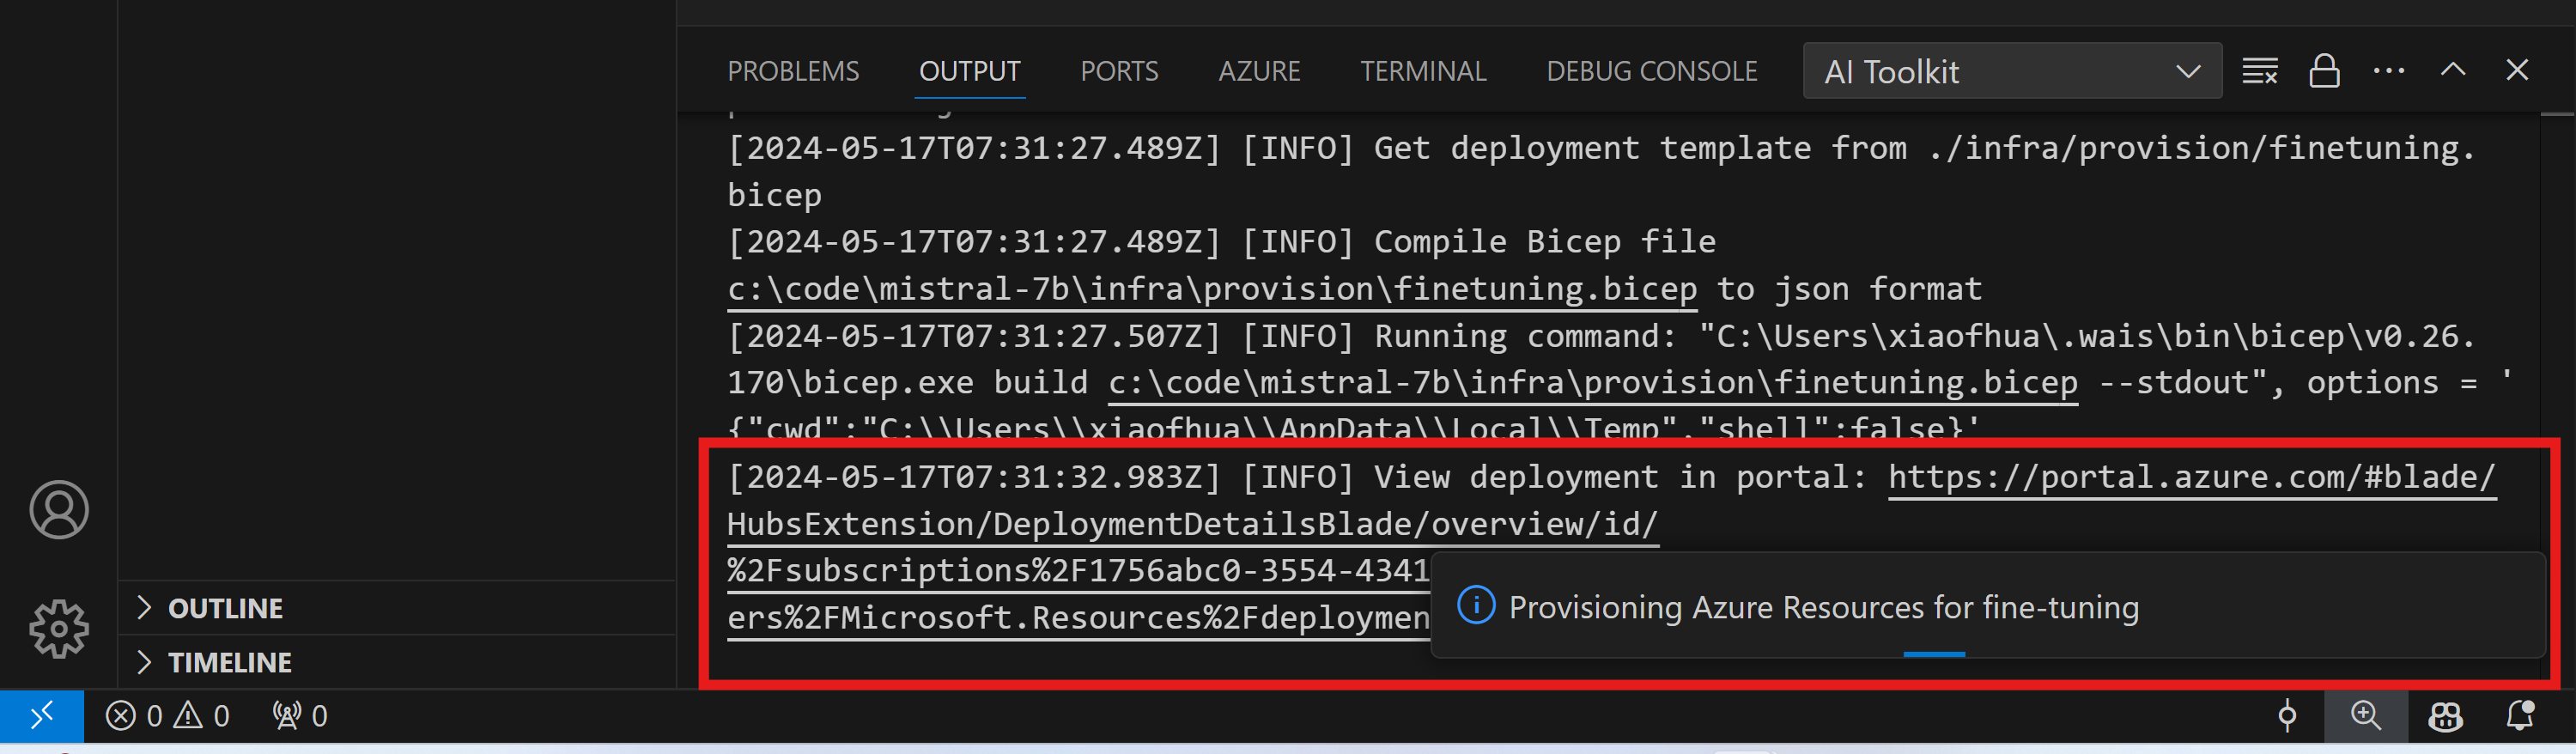 PROBLEMS OUTPUT PORTS AZURE TERMINAL DEBUG CONSOLE AI Toolkit
[2024-05-17T07:31:27.489Z] [INFO] Get deployment template from ./infra/provision/finetuning.
bicep
[2024-05-17T07:31:27.489Z] [INFO] Compile Bicep file
c:\code\mistral-7b\infra\provision\finetuning.bicep to json format
[2024-05-17T07:31:27.507Z] [INFO] Running command: "C:\Users\xiaofhua\.wais\bin\bicep\v0.26.
170\bicep.exe build c:\code\mistral-7b\infra\provision\finetuning.bicep --stdout", options = '
{"cwd":"C:\\Users\\xiaofhua\\AppData\\Local\\Temp","shell":false}'
[2024-05-17T07:31:32.983Z] [INFO] View deployment in portal: https://portal.azure.com/#blade/
HubsExtension/DeploymentDetailsBlade/overview/id/
%2Fsubscriptions%2F1756abc0-3554-4341
ers%2FMicrosoft.Resources%2Fdeploymen
Provisioning Azure Resources for fine-tuning
OUTLINE
TIMELINE
0 0 0